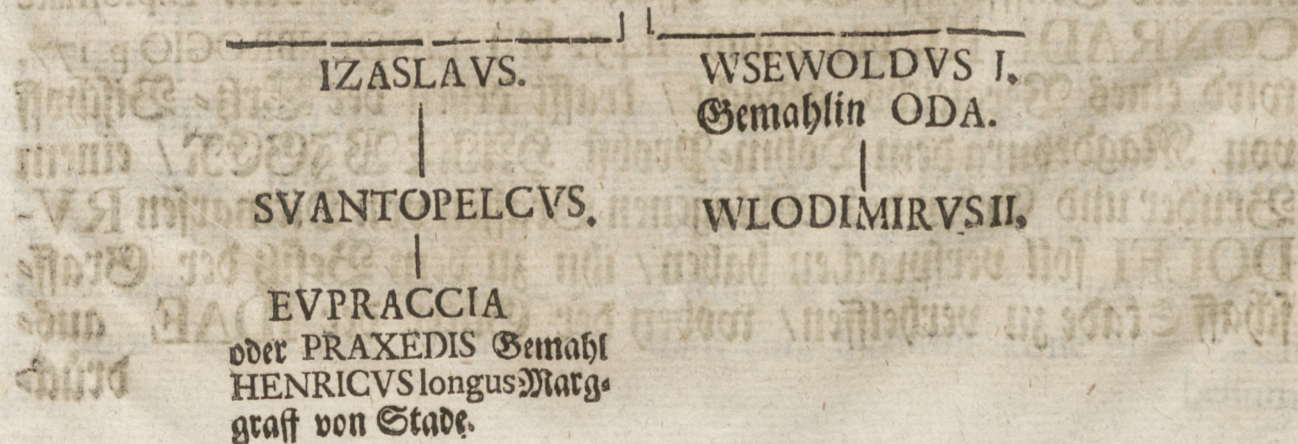 IZASLAVS.
SVANTOPELCVS.
EVPRACCIA
oder PRAXEDIS Gemahl
HENRICVS longus Marg-
graff von Stade.
WSEWOLDVS I.
Gemahlin ODA.
WLODIMIRVS II.